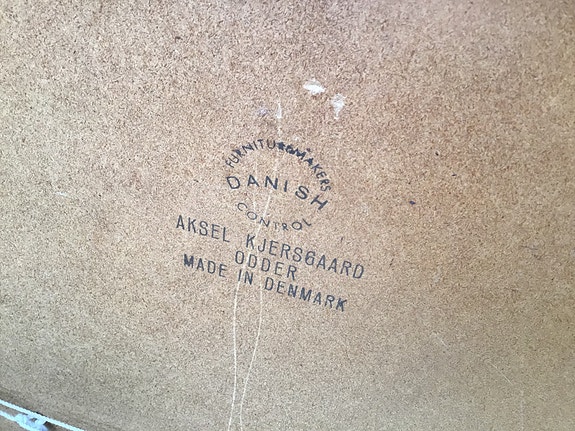 FURNITUREMAKERS
DANISH
CONTROL
AKSEL KJERSGAARD
ODDER
MADE IN DENMARK